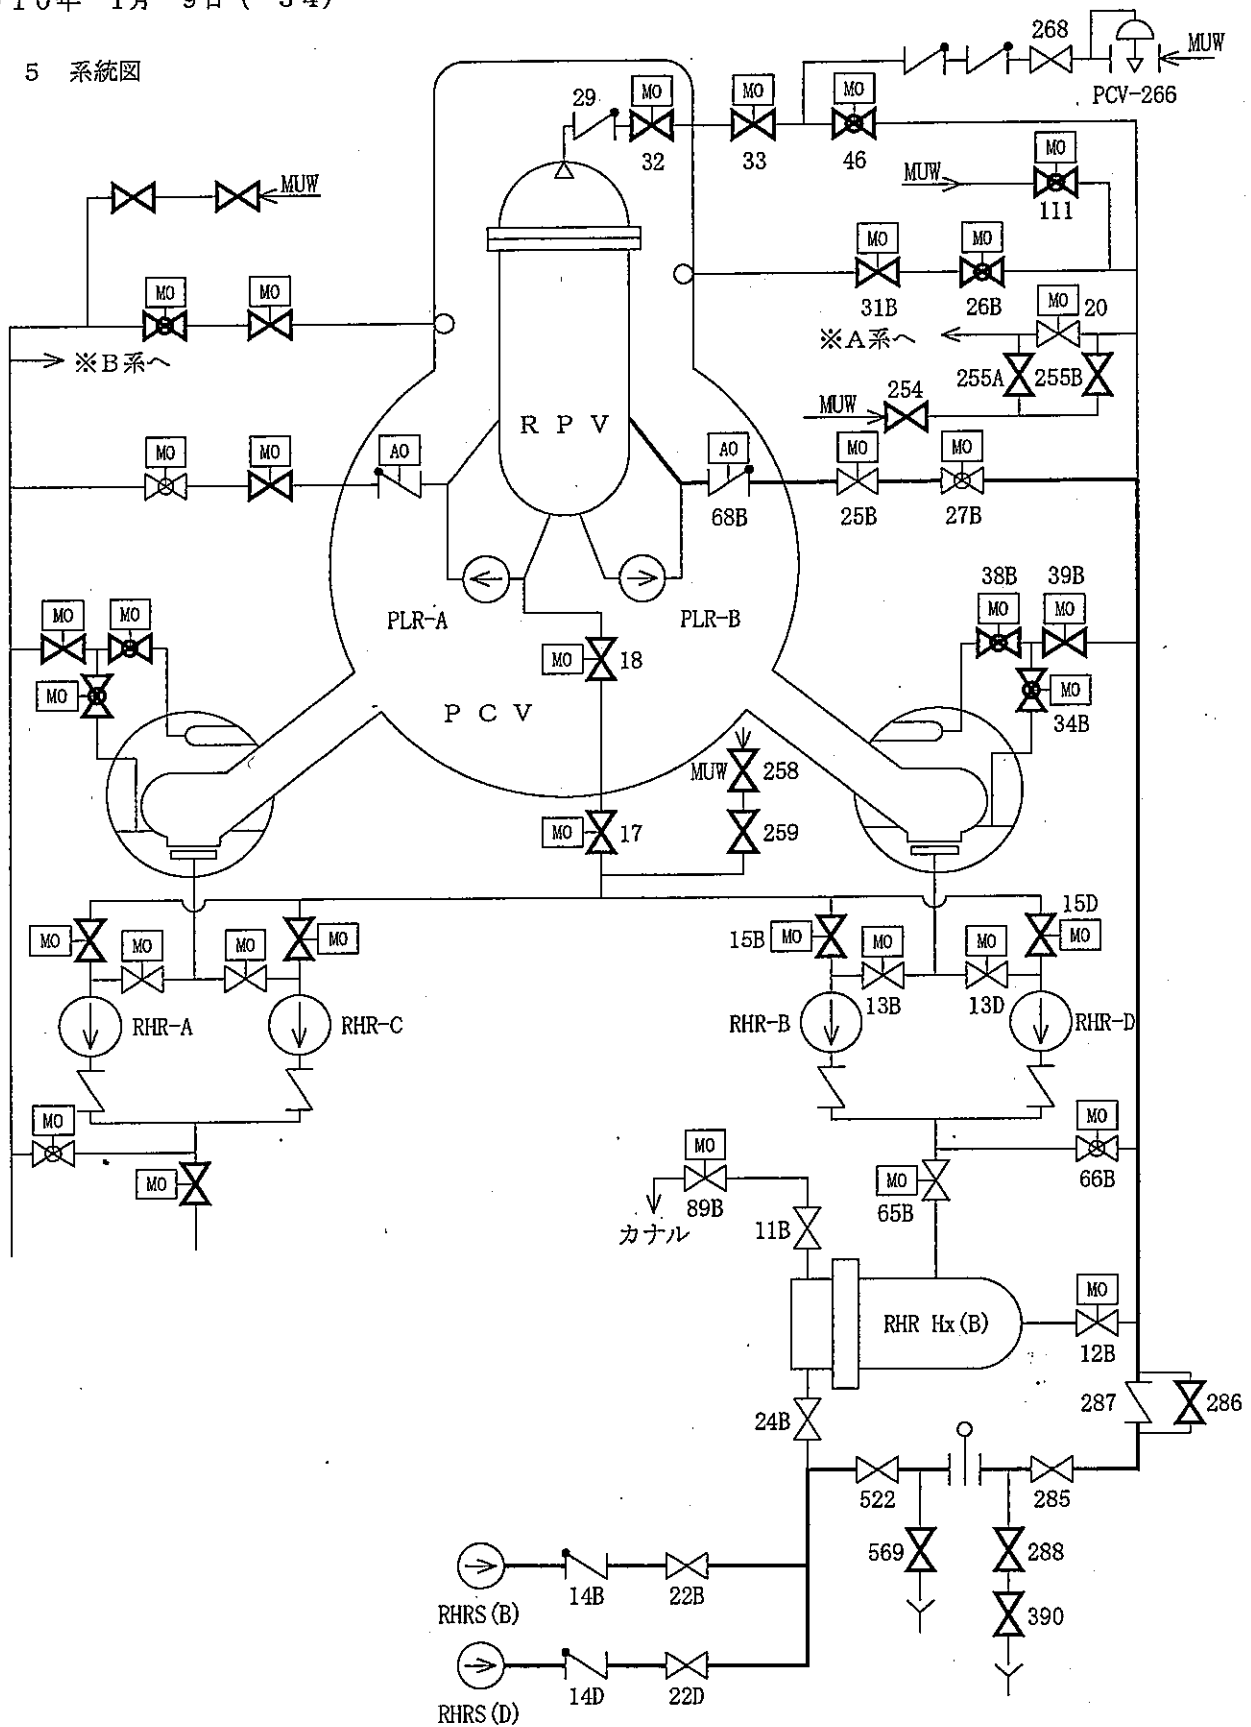 10年 1月 9日( 34)
5 系統図
268
MUW
PCV-266
29
MO
MO
MO
32
33
46
MO
MUW
111
MUW
MO
MO
31B
26B
MO
MO
MO
20
※A系へ
※B系へ
255A
255B
254
MUW
RPV
MO
MO
AO
AO
MO
MO
68B
25B
27B
PLR-A
PLR-B
38B
39B
MO
MO
MO
MO
MO
18
MO
MO
34B
PCV
MUW
258
MO
17
259
MO
MO
MO
MO
15B
MO
MO
MO
15D
MO
13B
13D
RHR-A
RHR-C
RHR-B
RHR-D
MO
MO
MO
MO
MO
66B
89B
65B
カナル
11B
RHR Hx(B)
MO
12B
287
286
24B
522
285
569
288
14B
22B
RHRS(B)
390
14D
22D
RHRS(D)